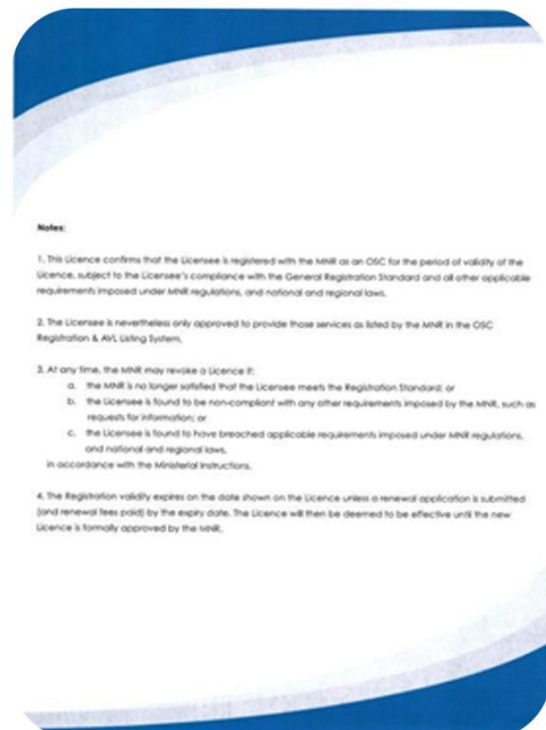 Notes:
1. This Licence confirms that the Licensee is registered with the MNR as an OSC for the period of validity of the
Licence, subject to the Licensee's compliance with the General Registration Standard and all other applicable
requirements imposed under MNR regulations, and national and regional laws.
2. The Licensee is nevertheless only approved to provide those services as listed by the MNR in the OSC
Registration & AVL Listing System.
3. At any time, the MNR may revoke a Licence if:
a. the MNR is no longer satisfied that the Licensee meets the Registration Standard; or
b. the Licensee is found to be non-compliant with any other requirements imposed by the MNR, such as
requests for information; or
c. the Licensee is found to have breached applicable requirements imposed under MNR regulations,
and national and regional laws,
in accordance with the Ministerial Instructions.
4. The Registration validity expires on the date shown on the Licence unless a renewal application is submitted
(and renewal fees paid) by the expiry date. The Licence will then be deemed to be effective until the new
Licence is formally approved by the MNR.